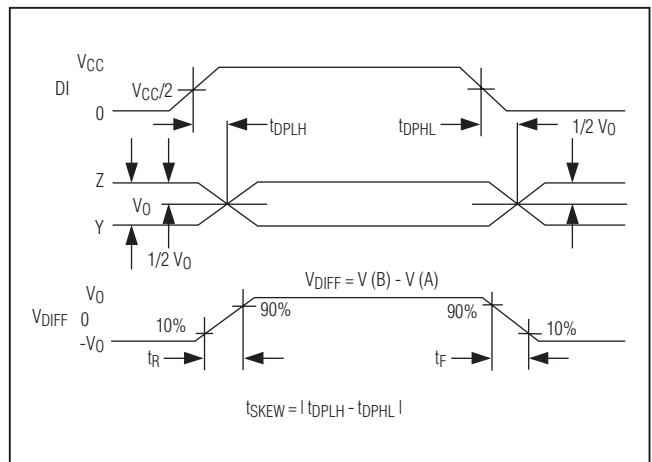 VCC
DI
VCC/2
0
tDPLH
tDPHL
1/2 VO
Z
VO
Y
1/2 VO
VDIFF = V (B) - V (A)
VO
VDIFF 0
-VO
10%
90%
90%
10%
tR
tF
tSKEW = | tDPLH - tDPHL |